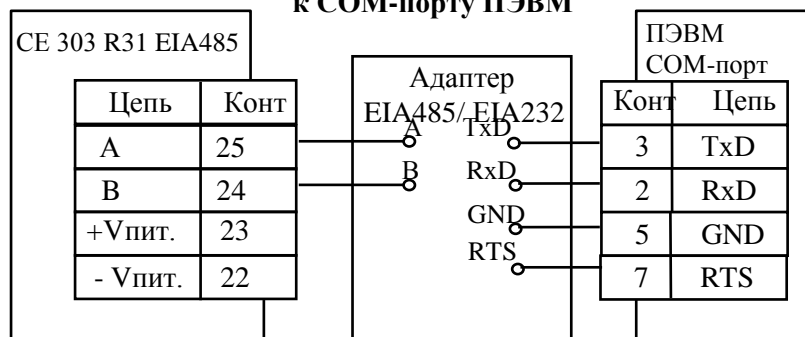 к COM-порту ПЭВМ
СЕ 303 R31 EIA485
Цепь Конт
A 25
B 24
+Vпит. 23
- Vпит. 22
Адаптер
EIA485/ EIA232
A TxD
B RxD
GND
RTS
ПЭВМ
COM-порт
Конт Цепь
3 TxD
2 RxD
5 GND
7 RTS